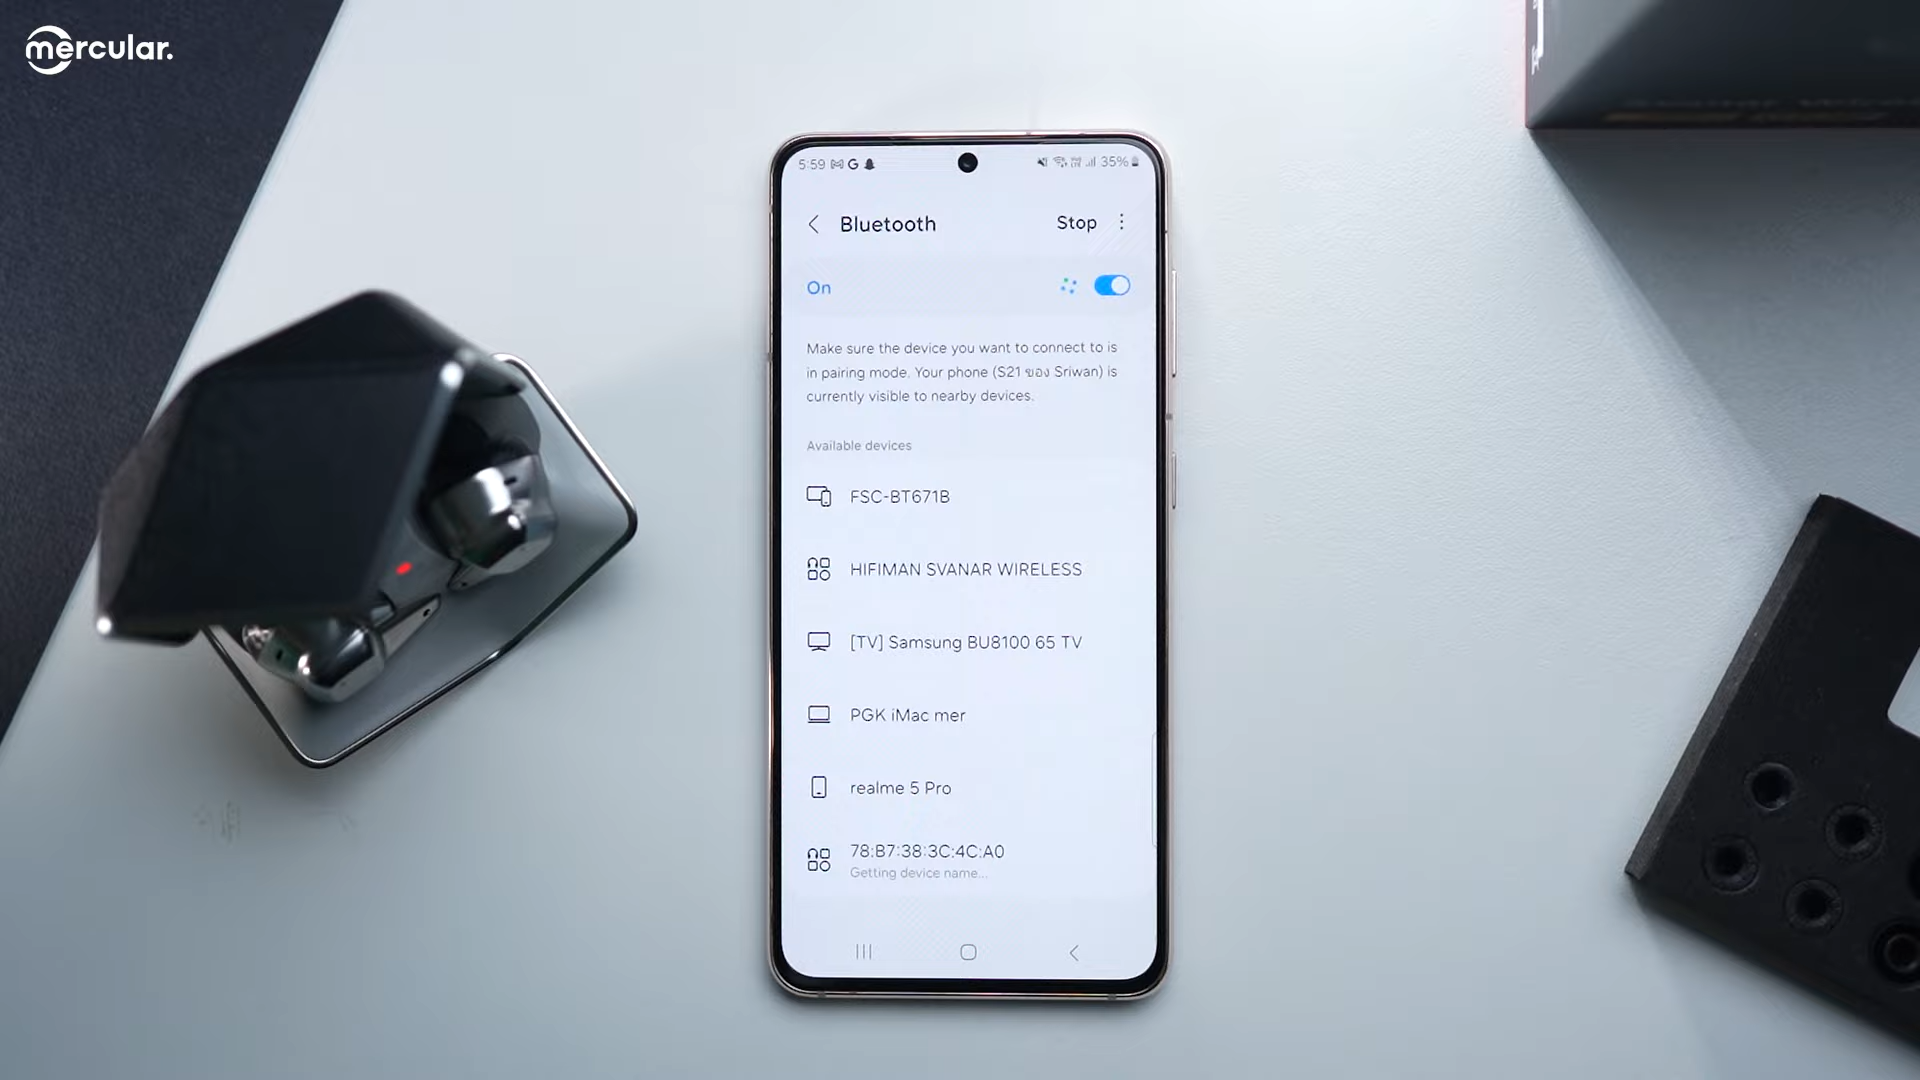 mercular.
5:59
35%
Bluetooth
Stop
On
Make sure the device you want to connect to is
in pairing mode. Your phone (S21 ของ Sriwan) is
currently visible to nearby devices.
Available devices
FSC-BT671B
HIFIMAN SVANAR WIRELESS
[TV] Samsung BU8100 65 TV
PGK iMac mer
realme 5 Pro
78:B7:38:3C:4C:A0
Getting device name...